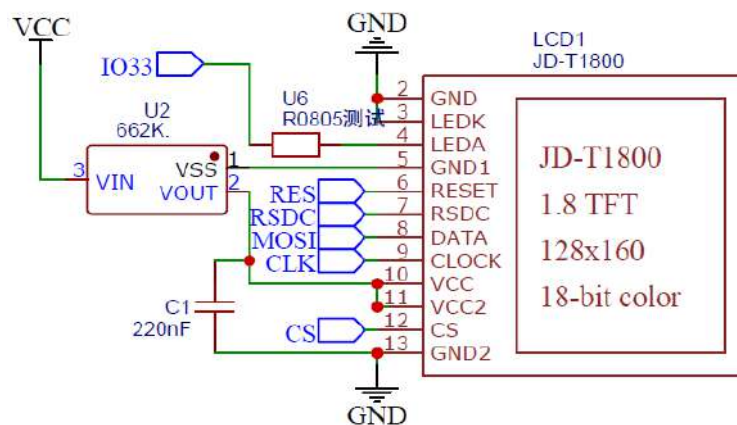 VCC
GND
LCD1
JD-T1800
IO33
U2
662K.
U6
R0805测试
3
VIN
VSS
1
VOUT
2
2
GND
3
LEDK
4
LEDA
5
GND1
RES
6
RESET
RSDC
7
RSDC
MOSI
8
DATA
CLK
9
CLOCK
10
VCC
11
VCC2
CS
12
CS
13
GND2
C1
220nF
JD-T1800
1.8 TFT
128x160
18-bit color
GND